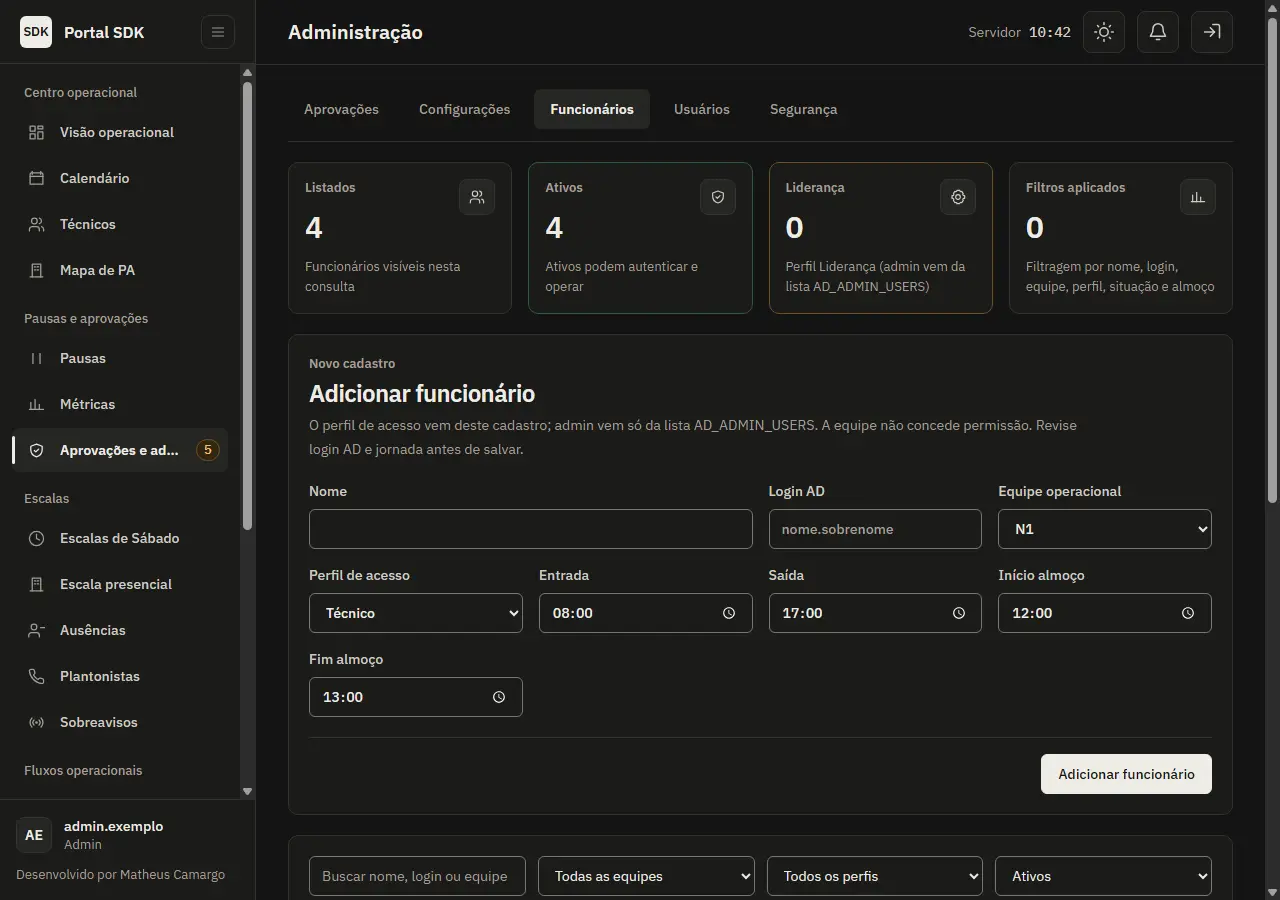 SDK
Portal SDK
Centro operacional
Visão operacional
Calendário
Técnicos
Mapa de PA
Pausas e aprovações
Pausas
Métricas
Aprovações e ad...
5
Escalas
Escalas de Sábado
Escala presencial
Ausências
Plantonistas
Sobreavisos
Fluxos operacionais
AE
admin.exemplo
Admin
Desenvolvido por Matheus Camargo
Administração
Servidor 10:42
Aprovações
Configurações
Funcionários
Usuários
Segurança
Listados
4
Funcionários visíveis nesta
consulta
Ativos
4
Ativos podem autenticar e
operar
Liderança
0
Perfil Liderança (admin vem da
lista AD_ADMIN_USERS)
Filtros aplicados
0
Filtragem por nome, login,
equipe, perfil, situação e almoço
Novo cadastro
Adicionar funcionário
O perfil de acesso vem deste cadastro; admin vem só da lista AD_ADMIN_USERS. A equipe não concede permissão. Revise
login AD e jornada antes de salvar.
Nome
Login AD
nome.sobrenome
Equipe operacional
N1
Perfil de acesso
Técnico
Entrada
08:00
Saída
17:00
Início almoço
12:00
Fim almoço
13:00
Adicionar funcionário
Buscar nome, login ou equipe
Todas as equipes
Todos os perfis
Ativos